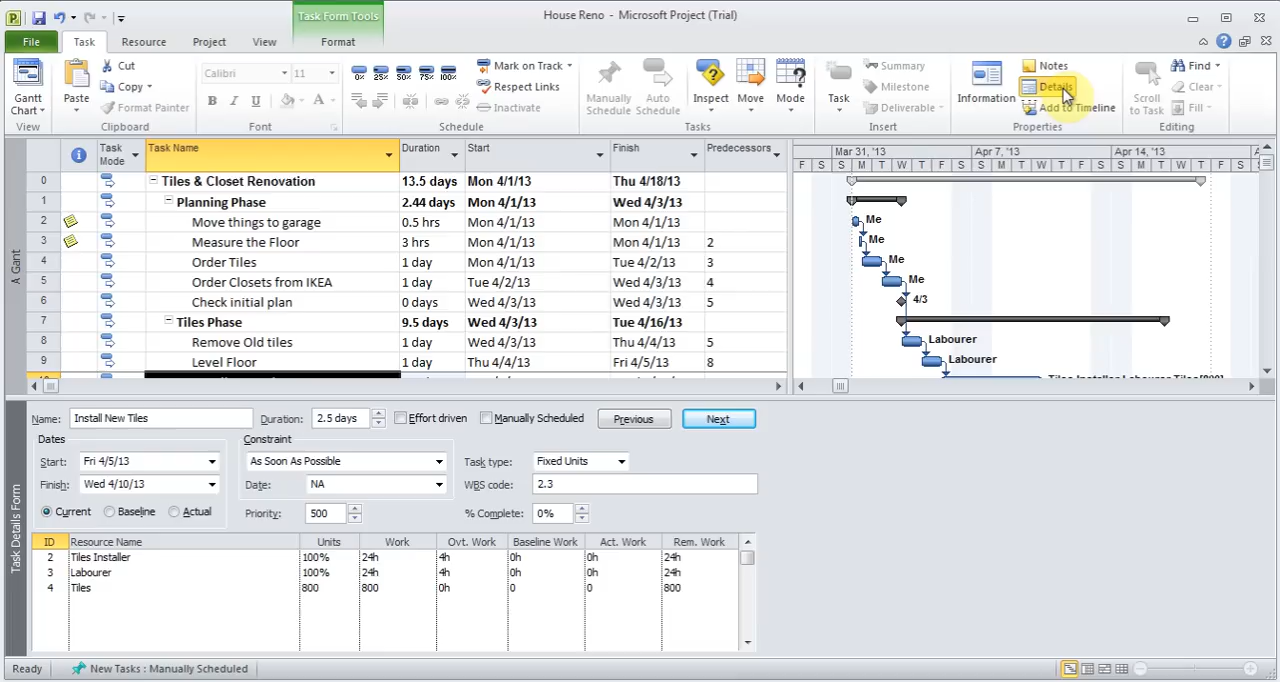 Task Form Tools
House Reno - Microsoft Project (Trial)
File Task Resource Project View Format
Cut Calibri 11 Mark on Track Summary Notes Find
Copy Respect Links Milestone Details Clear
Format Painter Inactivate Deliverable Add to Timeline Fill
Gantt Chart Paste Manually Schedule Auto Schedule Inspect Move Mode Task Information Scroll to Task
0% 25% 50% 75% 100%
B I U A
View Clipboard Font Schedule Tasks Insert Properties Editing
Task Mode Task Name Duration Start Finish Predecessors
Mar 31, '13 Apr 7, '13 Apr 14, '13
F S S M T W T F S S M T W T F S S M T W T F S
0 Tiles & Closet Renovation 13.5 days Mon 4/1/13 Thu 4/18/13
1 Planning Phase 2.44 days Mon 4/1/13 Wed 4/3/13
2 Move things to garage 0.5 hrs Mon 4/1/13 Mon 4/1/13 Me
3 Measure the Floor 3 hrs Mon 4/1/13 Mon 4/1/13 2 Me
4 Order Tiles 1 day Mon 4/1/13 Tue 4/2/13 3 Me
5 Order Closets from IKEA 1 day Tue 4/2/13 Wed 4/3/13 4 Me
6 Check initial plan 0 days Wed 4/3/13 Wed 4/3/13 5 4/3
7 Tiles Phase 9.5 days Wed 4/3/13 Tue 4/16/13
8 Remove Old tiles 1 day Wed 4/3/13 Thu 4/4/13 5 Labourer
9 Level Floor 1 day Thu 4/4/13 Fri 4/5/13 8 Labourer
A Gant
Name: Install New Tiles Duration: 2.5 days Effort driven Manually Scheduled Previous Next
Dates Constraint
Start: Fri 4/5/13 As Soon As Possible Task type: Fixed Units
Finish: Wed 4/10/13 Date: NA WBS code: 2.3
Current Baseline Actual Priority: 500 % Complete: 0%
ID Resource Name Units Work Ovt. Work Baseline Work Act. Work Rem. Work
2 Tiles Installer 100% 24h 4h 0h 0h 24h
3 Labourer 100% 24h 4h 0h 0h 24h
4 Tiles 800 800 0h 0 0 800
Task Details Form
Ready New Tasks : Manually Scheduled